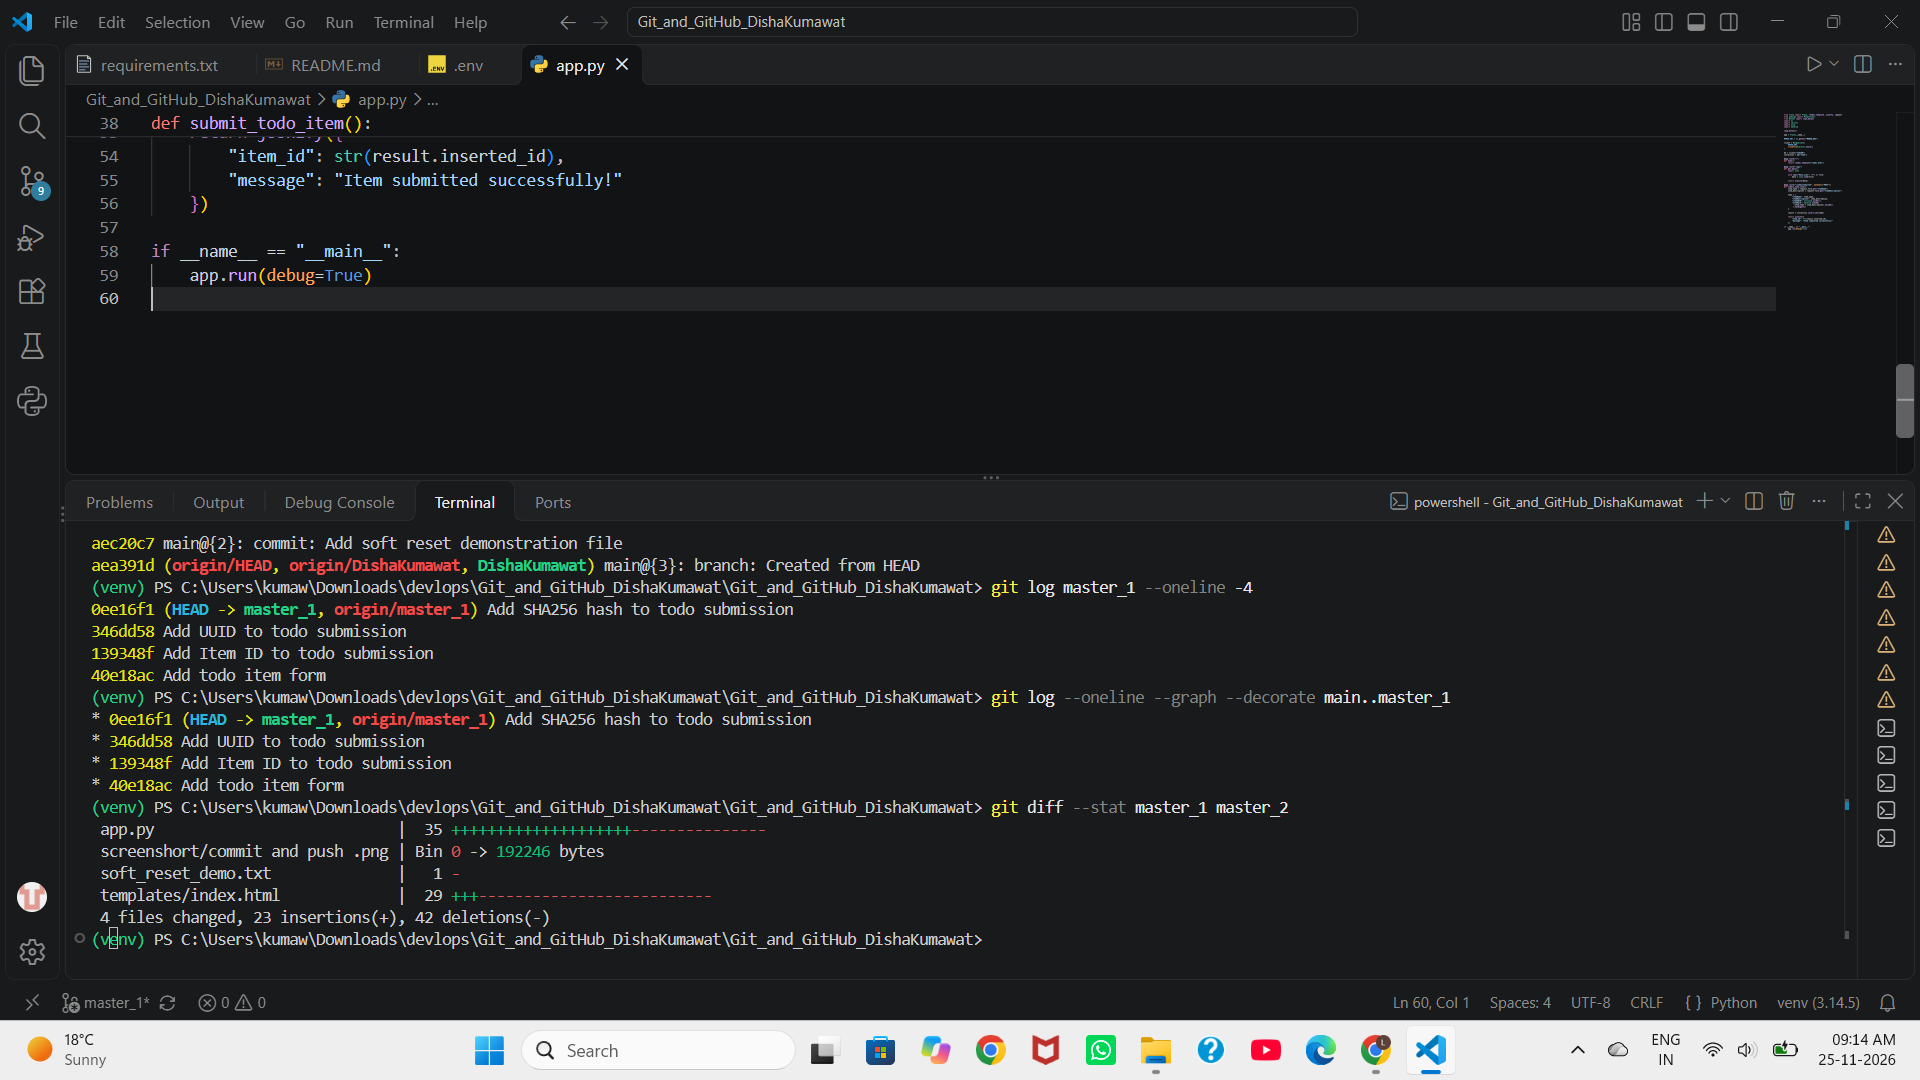 File Edit Selection View Go Run Terminal Help
Git_and_GitHub_DishaKumawat
requirements.txt README.md .env app.py
Git_and_GitHub_DishaKumawat > app.py > ...
38 def submit_todo_item():
54 "item_id": str(result.inserted_id),
55 "message": "Item submitted successfully!"
56 })
57
58 if __name__ == "__main__":
59 app.run(debug=True)
60
9
Problems Output Debug Console Terminal Ports
powershell - Git_and_GitHub_DishaKumawat
aec20c7 main@{2}: commit: Add soft reset demonstration file
aea391d (origin/HEAD, origin/DishaKumawat, DishaKumawat) main@{3}: branch: Created from HEAD
(venv) PS C:\Users\kumaw\Downloads\devlops\Git_and_GitHub_DishaKumawat\Git_and_GitHub_DishaKumawat> git log master_1 --oneline -4
0ee16f1 (HEAD -> master_1, origin/master_1) Add SHA256 hash to todo submission
346dd58 Add UUID to todo submission
139348f Add Item ID to todo submission
40e18ac Add todo item form
(venv) PS C:\Users\kumaw\Downloads\devlops\Git_and_GitHub_DishaKumawat\Git_and_GitHub_DishaKumawat> git log --oneline --graph --decorate main..master_1
* 0ee16f1 (HEAD -> master_1, origin/master_1) Add SHA256 hash to todo submission
* 346dd58 Add UUID to todo submission
* 139348f Add Item ID to todo submission
* 40e18ac Add todo item form
(venv) PS C:\Users\kumaw\Downloads\devlops\Git_and_GitHub_DishaKumawat\Git_and_GitHub_DishaKumawat> git diff --stat master_1 master_2
app.py | 35 ++++++++++++++++++++---------------
screenshort/commit and push .png | Bin 0 -> 192246 bytes
soft_reset_demo.txt | 1 -
templates/index.html | 29 +++--------------------------
4 files changed, 23 insertions(+), 42 deletions(-)
(venv) PS C:\Users\kumaw\Downloads\devlops\Git_and_GitHub_DishaKumawat\Git_and_GitHub_DishaKumawat>
master_1* 0 0 Ln 60, Col 1 Spaces: 4 UTF-8 CRLF { } Python venv (3.14.5)
18°C
Sunny
Search
ENG
IN
09:14 AM
25-11-2026